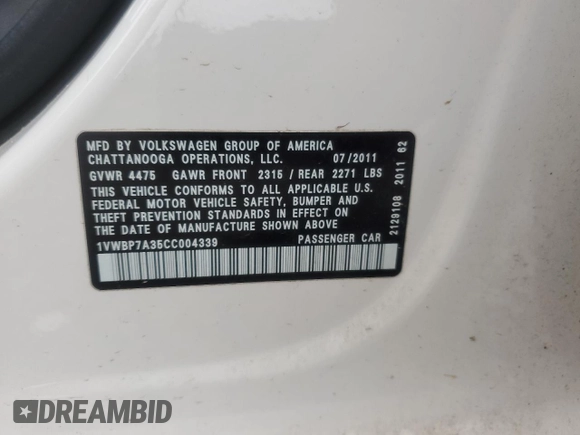 MFD BY VOLKSWAGEN GROUP OF AMERICA
CHATTANOOGA OPERATIONS, LLC. 07/2011
GVWR 4475 GAWR FRONT 2315 / REAR 2271 LBS
THIS VEHICLE CONFORMS TO ALL APPLICABLE U.S.
FEDERAL MOTOR VEHICLE SAFETY, BUMPER AND
THEFT PREVENTION STANDARDS IN EFFECT ON
THE DATE OF MANUFACTURE SHOWN ABOVE
1VWBP7A35CC004339 PASSENGER CAR
2129108 2011 62
DREAMBID